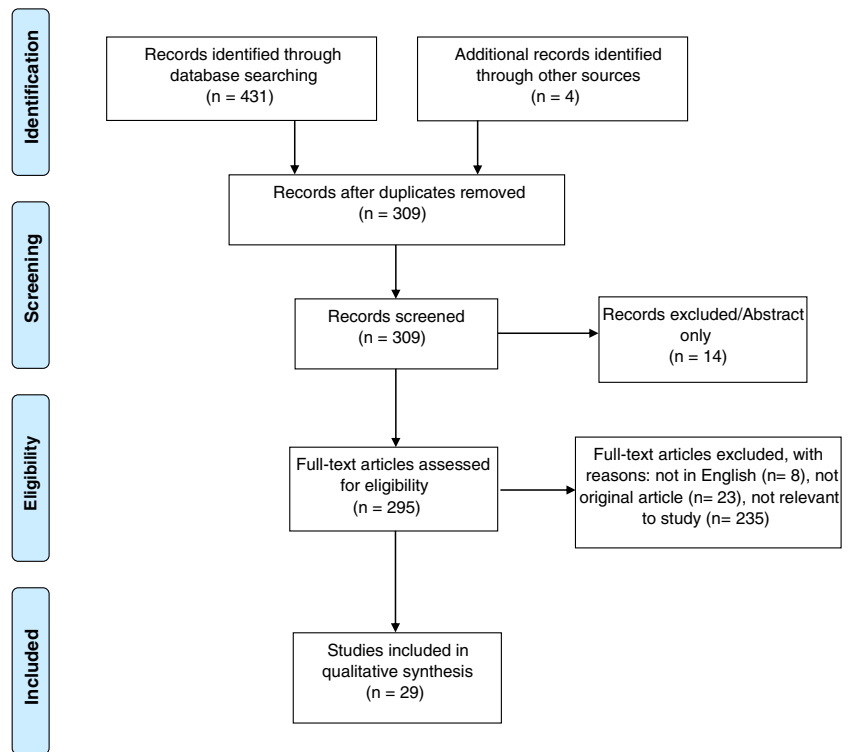 Identification
Records identified through
database searching
(n = 431)
Additional records identified
through other sources
(n = 4)
Records after duplicates removed
(n = 309)
Screening
Records screened
(n = 309)
Records excluded/Abstract
only
(n = 14)
Eligibility
Full-text articles assessed
for eligibility
(n = 295)
Full-text articles excluded, with
reasons: not in English (n= 8), not
original article (n= 23), not relevant
to study (n= 235)
Included
Studies included in
qualitative synthesis
(n = 29)